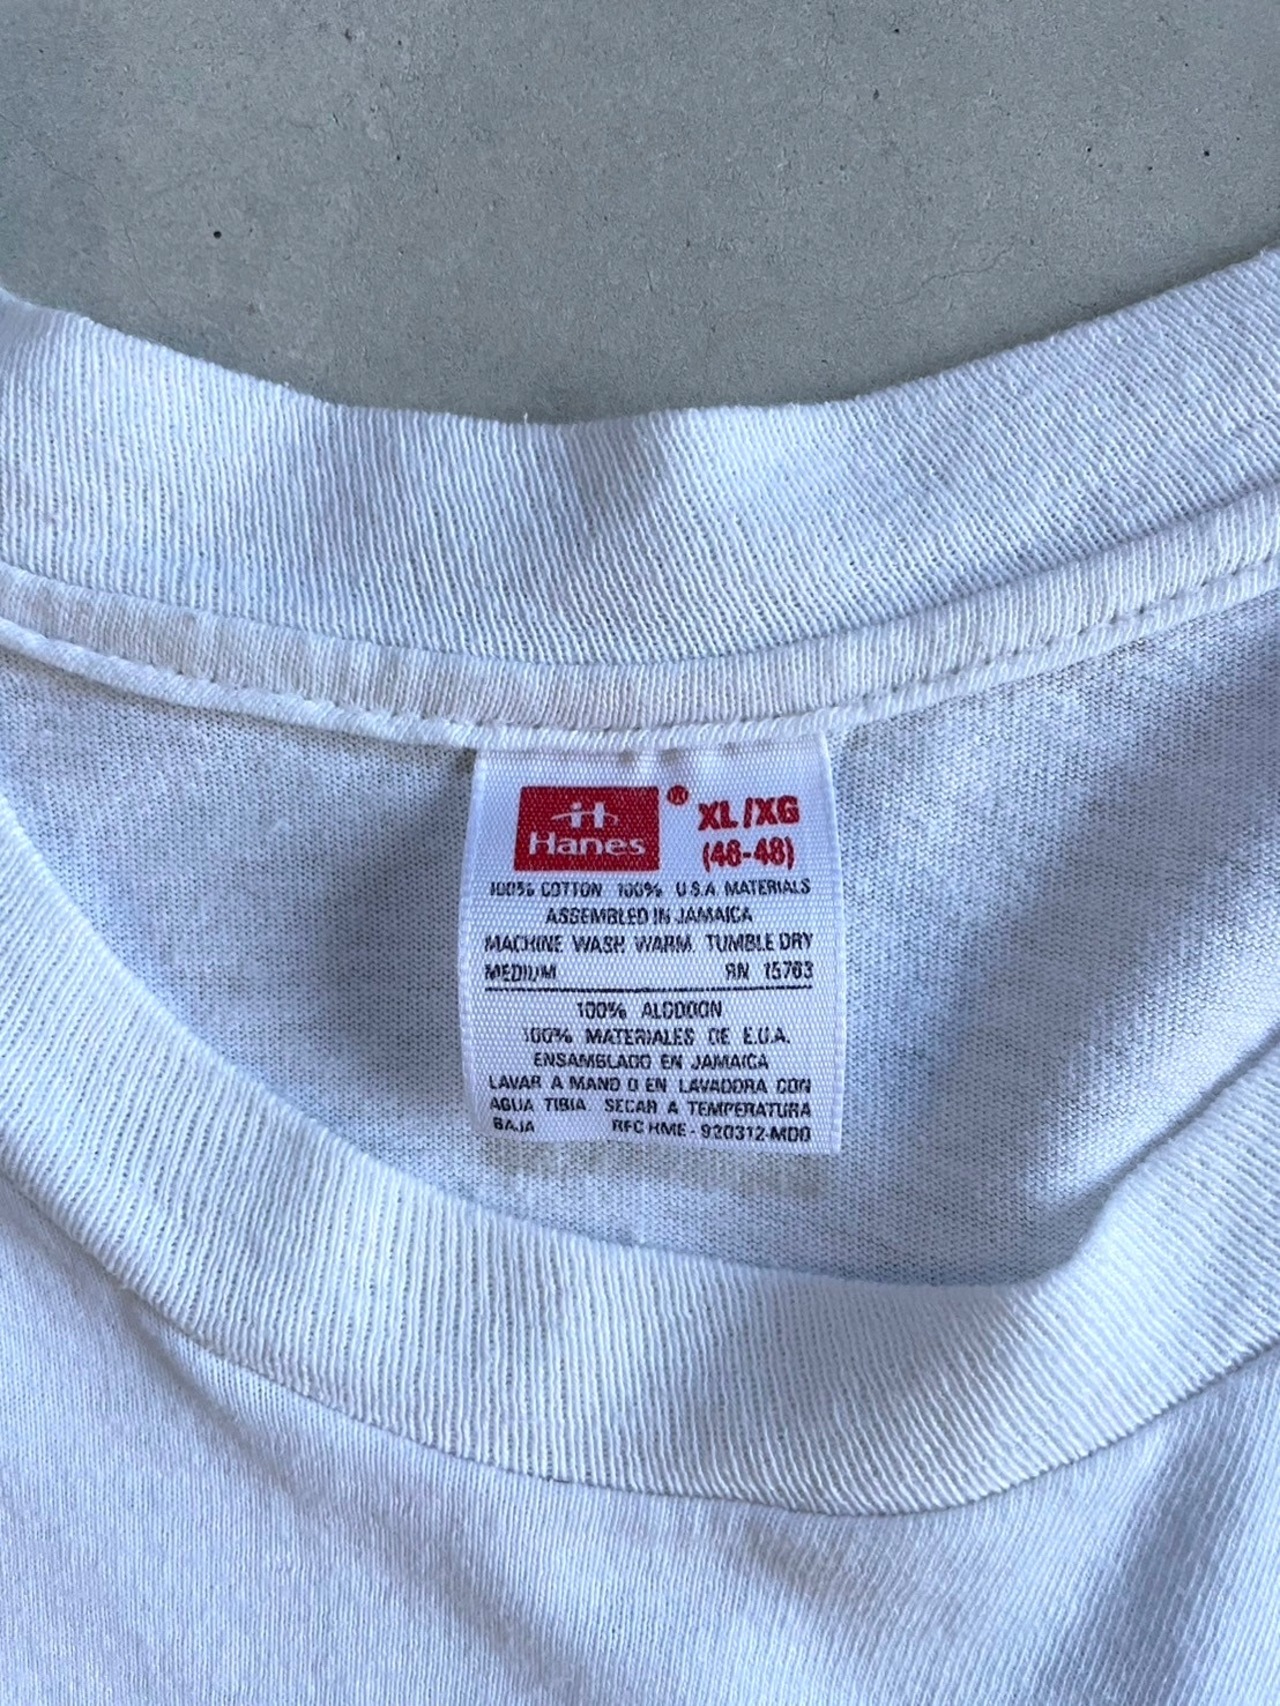 Hanes ® XL/XG
(46-48)
100% COTTON 100% U.S.A. MATERIALS
ASSEMBLED IN JAMAICA
MACHINE WASH WARM. TUMBLE DRY
MEDIUM RN 15763
100% ALGODON
100% MATERIALES DE E.U.A.
ENSAMBLADO EN JAMAICA
LAVAR A MANO O EN LAVADORA CON
AGUA TIBIA. SECAR A TEMPERATURA
BAJA RFC HME-920312-MD0